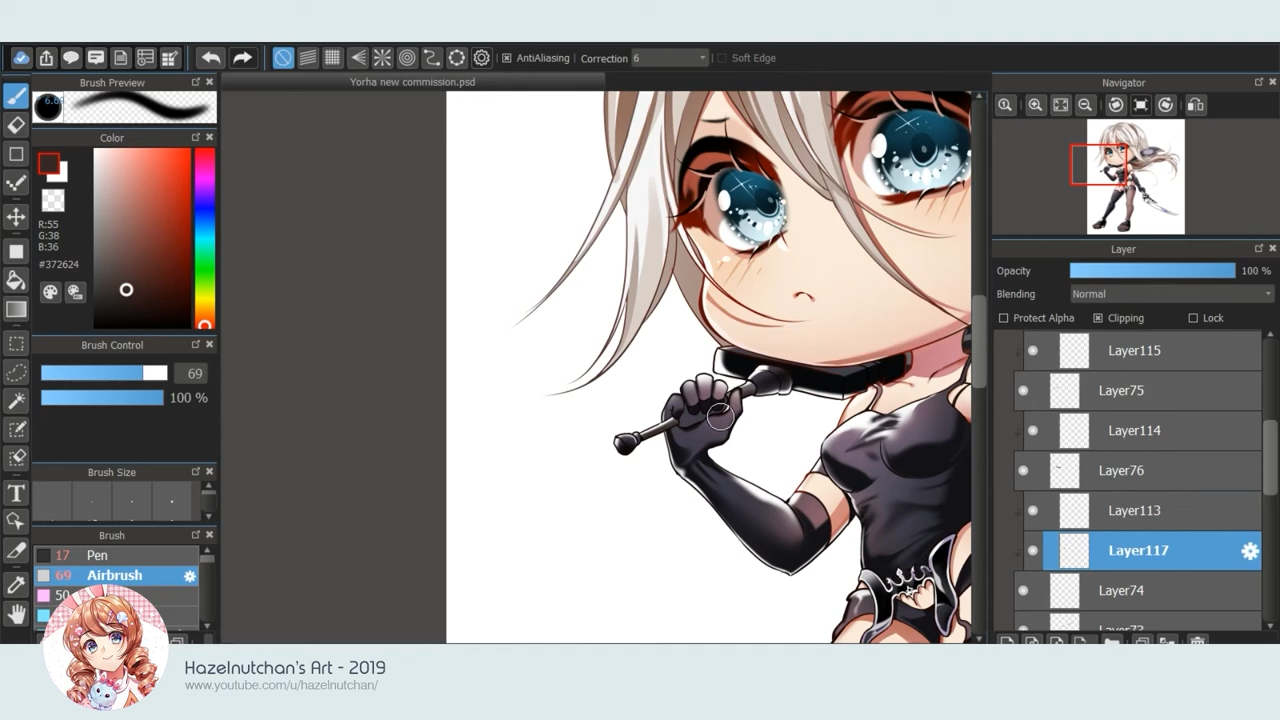 AntiAliasing Correction 6 Soft Edge
Brush Preview
Yorha new commission.psd
Navigator
6.6
Color
R:55
G:38
B:36
#372624
Brush Control
69
100 %
Brush Size
Brush
17 Pen
69 Airbrush
50
Layer
Opacity 100 %
Blending Normal
Protect Alpha Clipping Lock
Layer115
Layer75
Layer114
Layer76
Layer113
Layer117
Layer74
Hazelnutchan's Art - 2019
www.youtube.com/u/hazelnutchan/